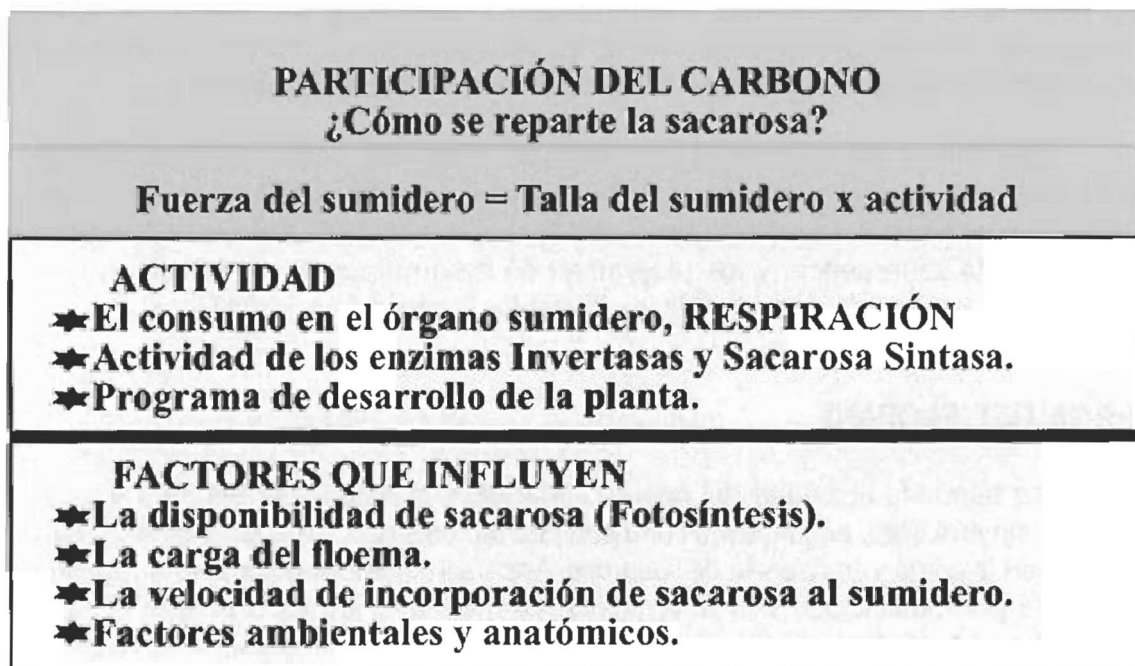 PARTICIPACIÓN DEL CARBONO
¿Cómo se reparte la sacarosa?
Fuerza del sumidero = Talla del sumidero x actividad
ACTIVIDAD
El consumo en el órgano sumidero, RESPIRACIÓN
Actividad de los enzimas Invertasas y Sacarosa Sintasa.
Programa de desarrollo de la planta.
FACTORES QUE INFLUYEN
La disponibilidad de sacarosa (Fotosíntesis).
La carga del floema.
La velocidad de incorporación de sacarosa al sumidero.
Factores ambientales y anatómicos.